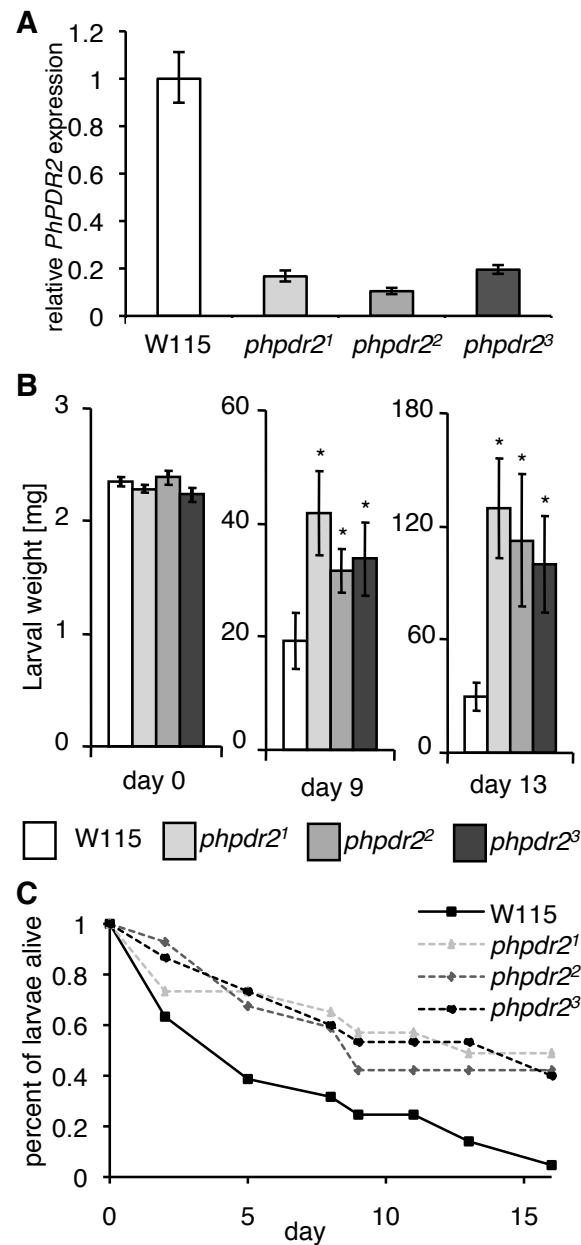 A
relative PhPDR2 expression
1.2
1
0.8
0.6
0.4
0.2
0
W115 phpdr2¹ phpdr2² phpdr2³
B
Larval weight [mg]
3
2
1
0
day 0
60
40
20
0
day 9
* * *
180
120
60
0
day 13
* * *
W115 phpdr2¹ phpdr2² phpdr2³
C
percent of larvae alive
1
0.8
0.6
0.4
0.2
0
0 5 10 15
day
W115
phpdr2¹
phpdr2²
phpdr2³